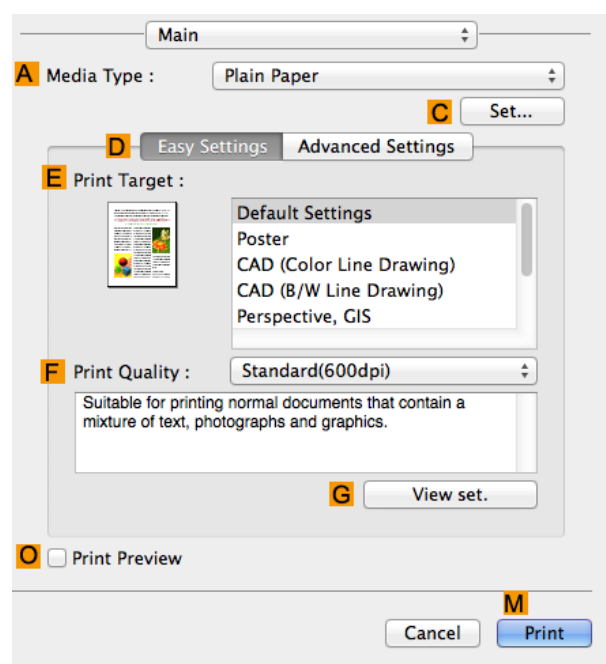 Main
A Media Type : Plain Paper
C Set...
D Easy Settings Advanced Settings
E Print Target :
Default Settings
Poster
CAD (Color Line Drawing)
CAD (B/W Line Drawing)
Perspective, GIS
F Print Quality : Standard(600dpi)
Suitable for printing normal documents that contain a
mixture of text, photographs and graphics.
G View set.
O Print Preview
M
Cancel Print